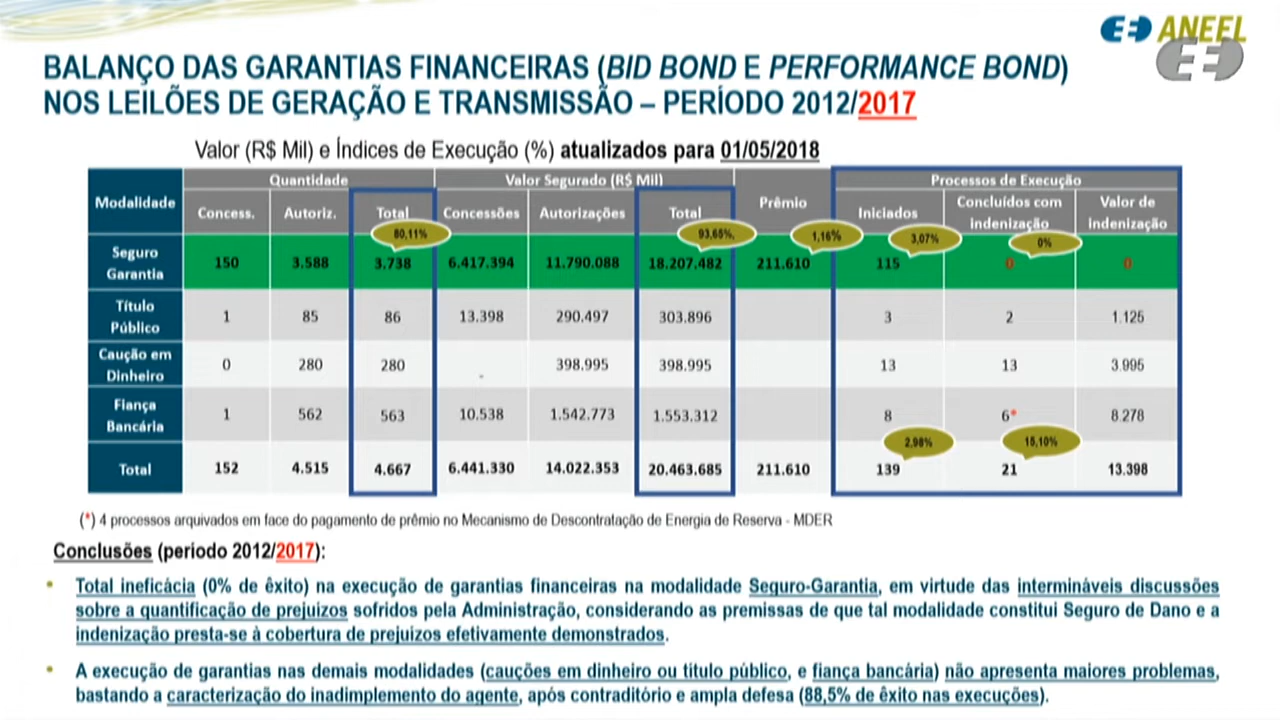 ANEEL
BALANÇO DAS GARANTIAS FINANCEIRAS (BID BOND E PERFORMANCE BOND)
NOS LEILÕES DE GERAÇÃO E TRANSMISSÃO – PERÍODO 2012/2017
Valor (R$ Mil) e Índices de Execução (%) atualizados para 01/05/2018
Modalidade Quantidade Valor Segurado (R$ Mil) Prêmio Processos de Execução
Concess. Autoriz. Total Concessões Autorizações Total Iniciados Concluídos com indenização Valor de indenização
80,11% 93,65%. 1,16% 3,07% 0%
Seguro Garantia 150 3.588 3.738 6.417.394 11.790.088 18.207.482 211.610 115 0 0
Título Público 1 85 86 13.398 290.497 303.896 3 2 1.125
Caução em Dinheiro 0 280 280 - 398.995 398.995 13 13 3.995
Fiança Bancária 1 562 563 10.538 1.542.773 1.553.312 8 6* 8.278
2,98% 15,10%
Total 152 4.515 4.667 6.441.330 14.022.353 20.463.685 211.610 139 21 13.398
(*) 4 processos arquivados em face do pagamento de prêmio no Mecanismo de Descontratação de Energia de Reserva - MDER
Conclusões (período 2012/2017):
• Total ineficácia (0% de êxito) na execução de garantias financeiras na modalidade Seguro-Garantia, em virtude das intermináveis discussões
sobre a quantificação de prejuizos sofridos pela Administração, considerando as premissas de que tal modalidade constitui Seguro de Dano e a
indenização presta-se à cobertura de prejuizos efetivamente demonstrados.
• A execução de garantias nas demais modalidades (cauções em dinheiro ou titulo público, e fiança bancária) não apresenta maiores problemas,
bastando a caracterização do inadimplemento do agente, após contraditório e ampla defesa (88,5% de êxito nas execuções).